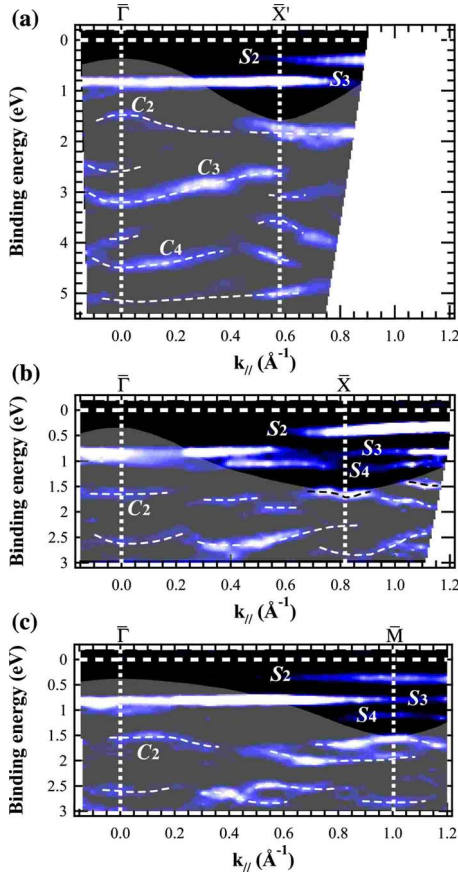 (a)
Γ̅ X̅'
0
S2
S3
1
C2
2
C3
3
4
C4
5
Binding energy (eV)
0.0 0.2 0.4 0.6 0.8 1.0 1.2
k// (Å-1)
(b)
Γ̅ X̅
0
S2
0.5
S3
1
S4
1.5
C2
2
2.5
3
Binding energy (eV)
0.0 0.2 0.4 0.6 0.8 1.0 1.2
k// (Å-1)
(c)
Γ̅ M̅
0
S2
0.5
S3
1
S4
1.5
C2
2
2.5
3
Binding energy (eV)
0.0 0.2 0.4 0.6 0.8 1.0 1.2
k// (Å-1)